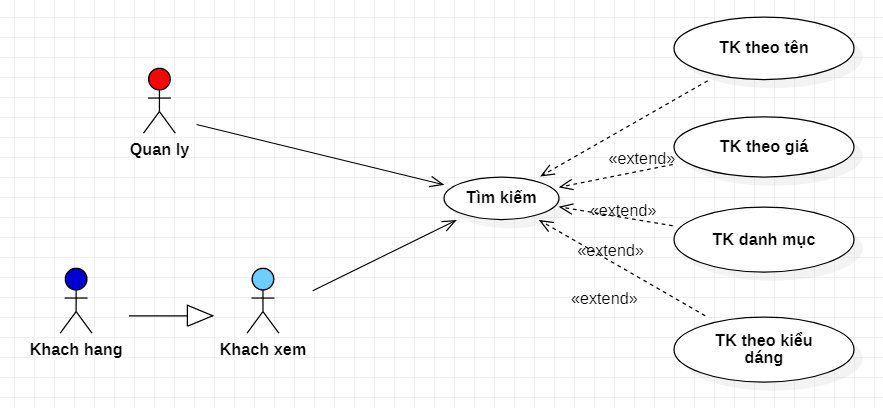 TK theo tên
Quan ly
TK theo giá
«extend»
Tìm kiếm
«extend»
TK danh mục
«extend»
«extend»
Khach hang
Khach xem
TK theo kiểu
dáng